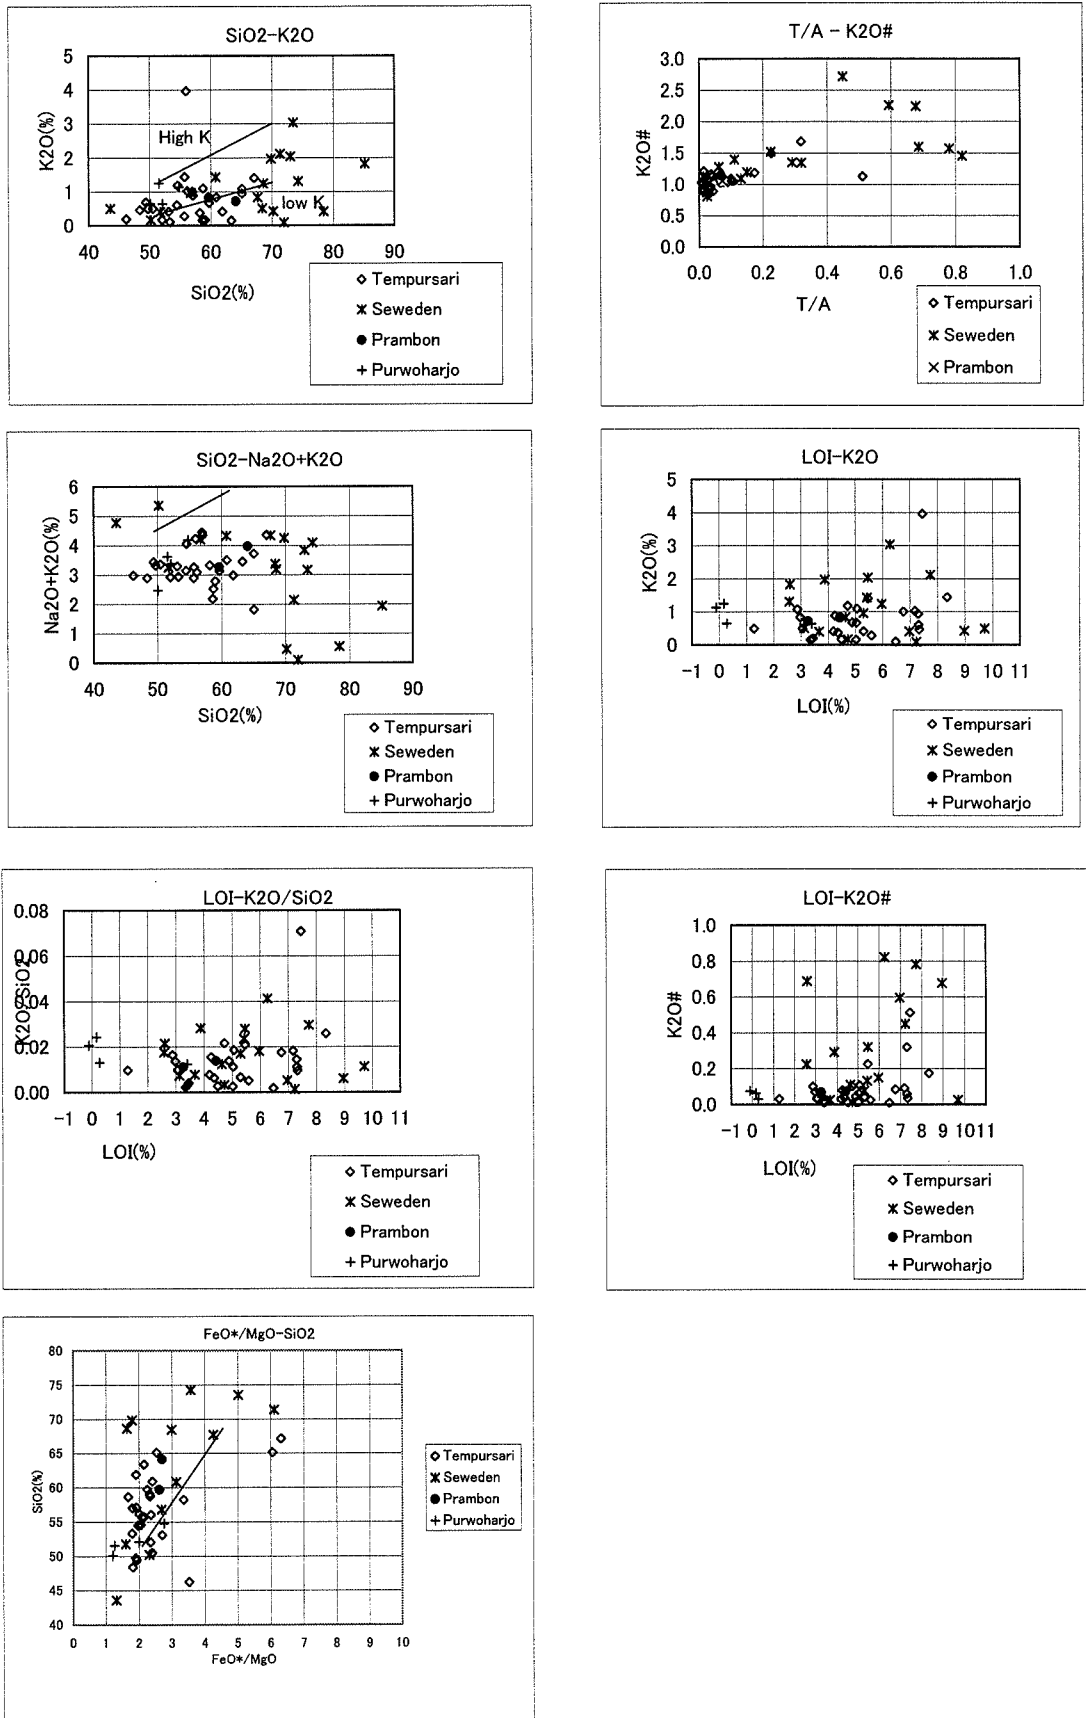 SiO2-K2O
5
4
3
2
1
0
K2O(%)
High K
low K
40 50 60 70 80 90
SiO2(%)
Tempursari
Seweden
Prambon
Purwoharjo
T/A - K2O#
3.0
2.5
2.0
1.5
1.0
0.5
0.0
K2O#
0.0 0.2 0.4 0.6 0.8 1.0
T/A
Tempursari
Seweden
Prambon
SiO2-Na2O+K2O
6
5
4
3
2
1
0
Na2O+K2O(%)
40 50 60 70 80 90
SiO2(%)
Tempursari
Seweden
Prambon
Purwoharjo
LOI-K2O
5
4
3
2
1
0
K2O(%)
-1 0 1 2 3 4 5 6 7 8 9 10 11
LOI(%)
Tempursari
Seweden
Prambon
Purwoharjo
LOI-K2O/SiO2
0.08
0.06
0.04
0.02
0.00
K2O/SiO2
-1 0 1 2 3 4 5 6 7 8 9 10 11
LOI(%)
Tempursari
Seweden
Prambon
Purwoharjo
LOI-K2O#
1.0
0.8
0.6
0.4
0.2
0.0
K2O#
-1 0 1 2 3 4 5 6 7 8 9 10 11
LOI(%)
Tempursari
Seweden
Prambon
Purwoharjo
FeO*/MgO-SiO2
80
75
70
65
60
55
50
45
40
SiO2(%)
0 1 2 3 4 5 6 7 8 9 10
FeO*/MgO
Tempursari
Seweden
Prambon
Purwoharjo